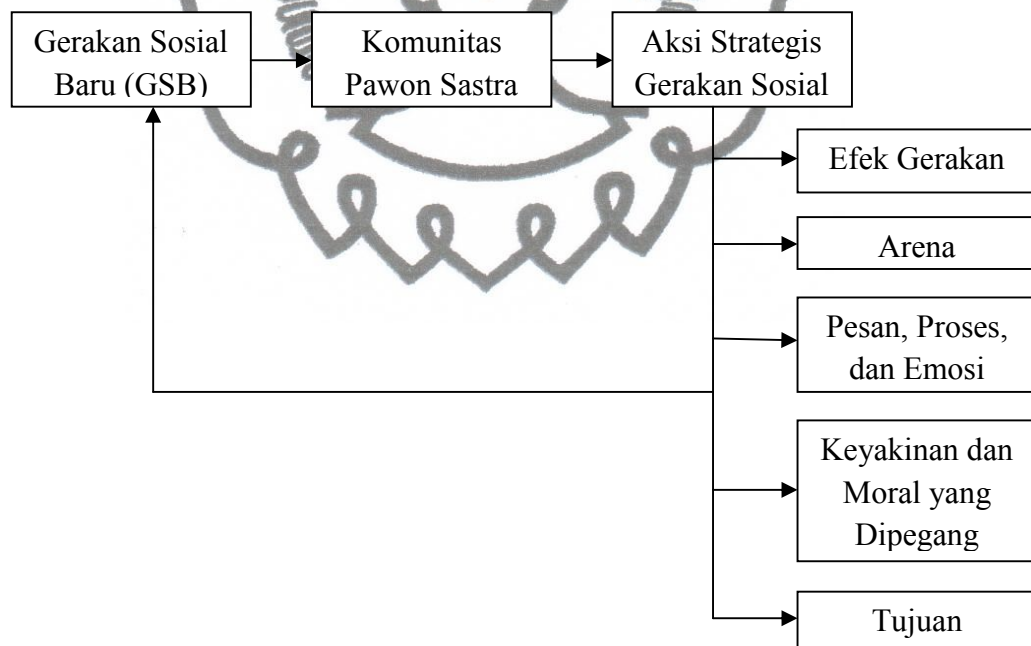 Gerakan Sosial
Baru (GSB)
Komunitas
Pawon Sastra
Aksi Strategis
Gerakan Sosial
Efek Gerakan
Arena
Pesan, Proses,
dan Emosi
Keyakinan dan
Moral yang
Dipegang
Tujuan